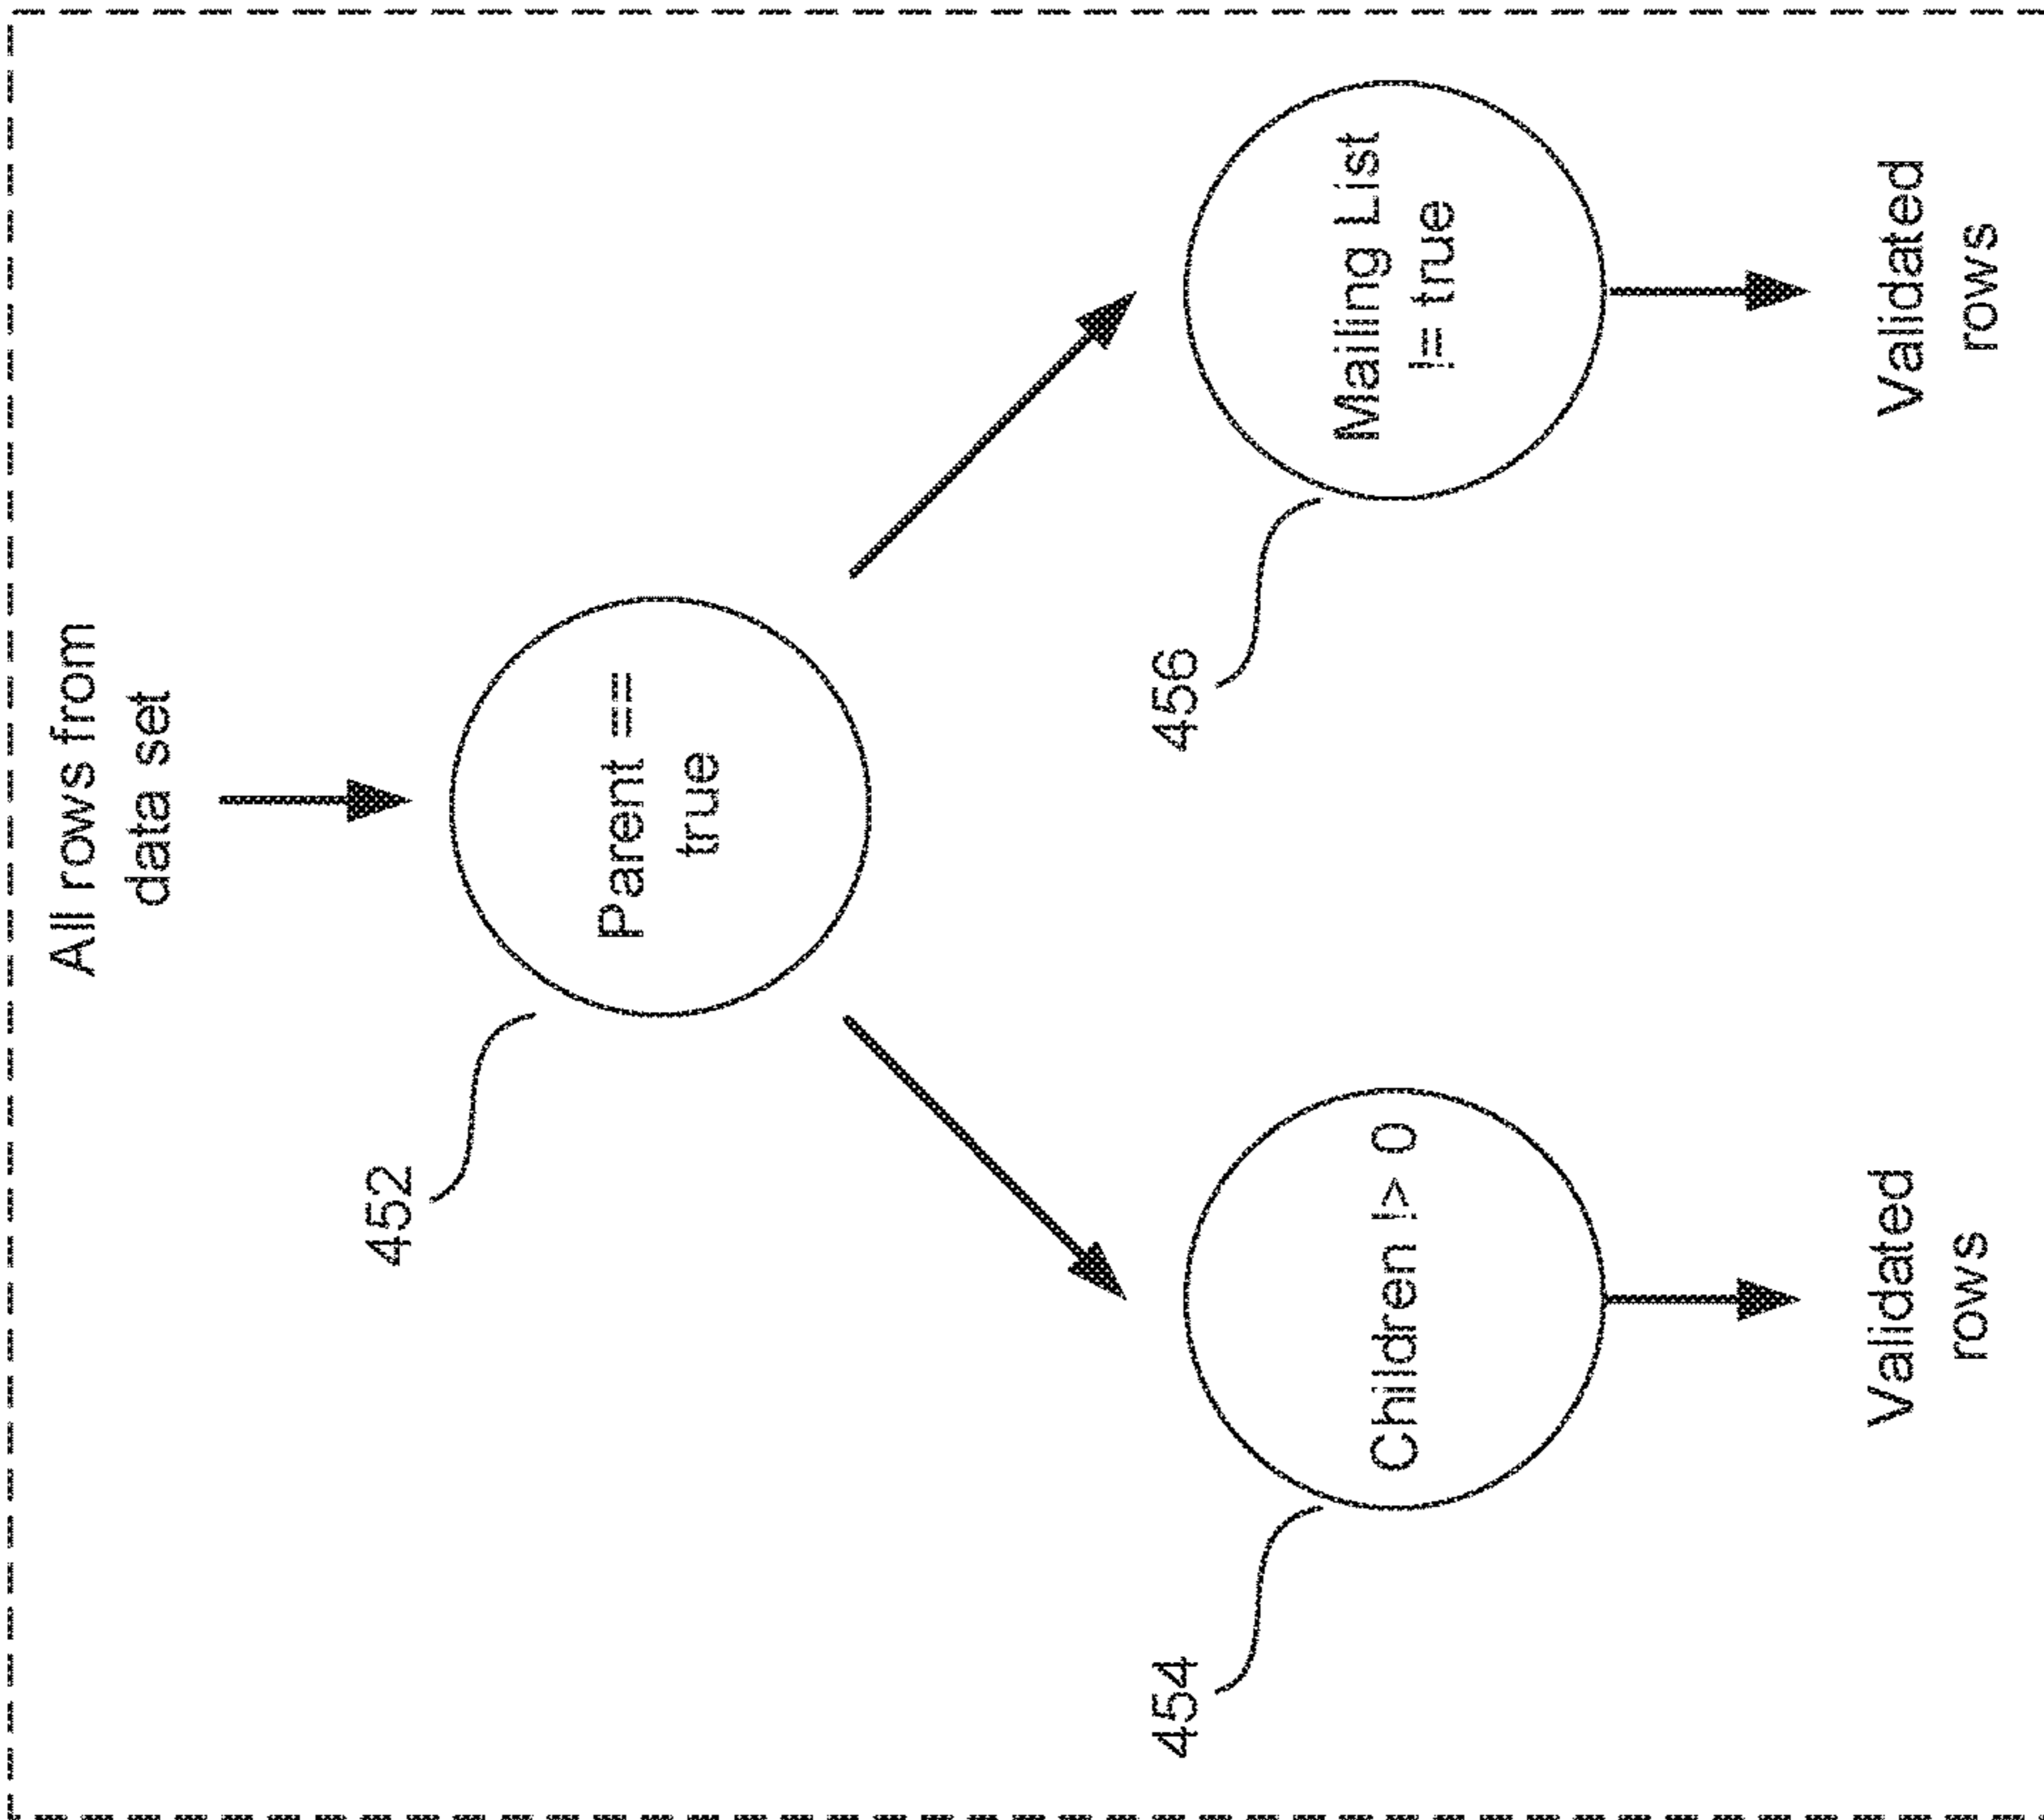 All rows from
data set
452
Parent ==
true
454
Children !> 0
456
Mailing List
!= true
Validated
rows
Validated
rows